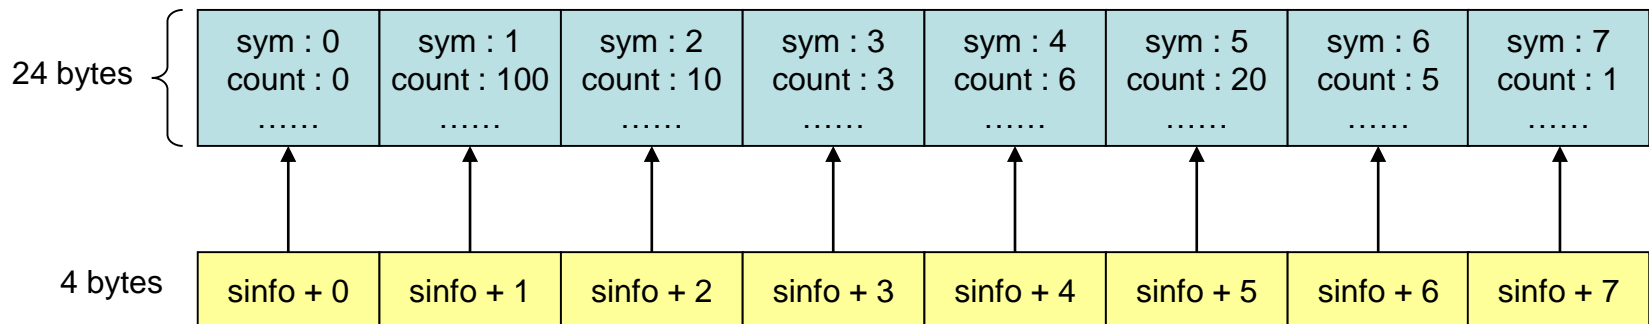 24 bytes
sym : 0 sym : 1 sym : 2 sym : 3 sym : 4 sym : 5 sym : 6 sym : 7
count : 0 count : 100 count : 10 count : 3 count : 6 count : 20 count : 5 count : 1
...... ...... ...... ...... ...... ...... ...... ......
4 bytes sinfo + 0 sinfo + 1 sinfo + 2 sinfo + 3 sinfo + 4 sinfo + 5 sinfo + 6 sinfo + 7